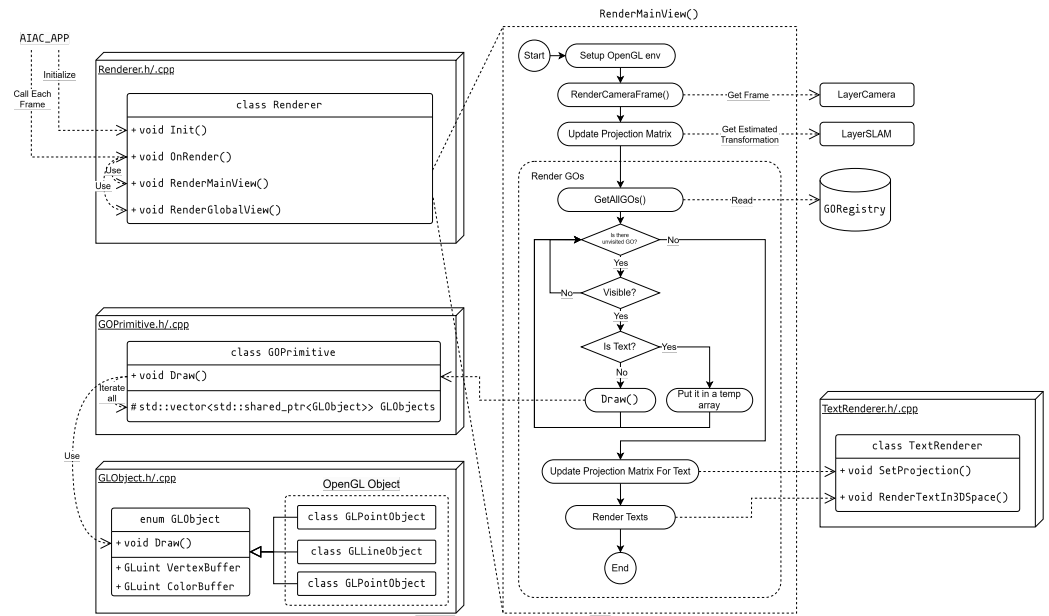 RenderMainView()
AIAC_APP
Initialize
Call Each
Frame
Renderer.h/.cpp
class Renderer
+ void Init()
+ void OnRender()
Use
+ void RenderMainView()
Use
+ void RenderGlobalView()
Start
Setup OpenGL env
RenderCameraFrame()
Get Frame
LayerCamera
Update Projection Matrix
Get Estimated
Transformation
LayerSLAM
Render GOs
GetAllGOs()
Read
GORegistry
Is there
unvisited GO?
No
Yes
Visible?
No
Yes
Is Text?
Yes
No
Draw()
Put it in a temp
array
Update Projection Matrix For Text
Render Texts
End
GOPrimitive.h/.cpp
class GOPrimitive
+ void Draw()
Iterate
all
# std::vector<std::shared_ptr<GLObject>> GLObjects
Use
GLObject.h/.cpp
enum GLObject
+ void Draw()
+ GLuint VertexBuffer
+ GLuint ColorBuffer
OpenGL Object
class GLPointObject
class GLLineObject
class GLPointObject
TextRenderer.h/.cpp
class TextRenderer
+ void SetProjection()
+ void RenderTextIn3DSpace()